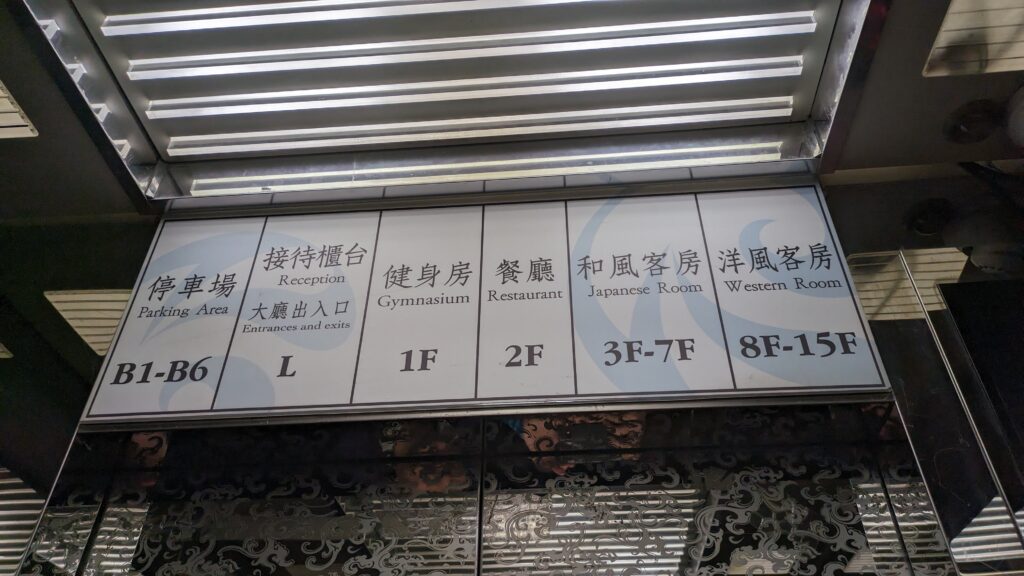 停車場
Parking Area
B1-B6
接待櫃台
Reception
大廳出入口
Entrances and exits
L
健身房
Gymnasium
1F
餐廳
Restaurant
2F
和風客房
Japanese Room
3F-7F
洋風客房
Western Room
8F-15F